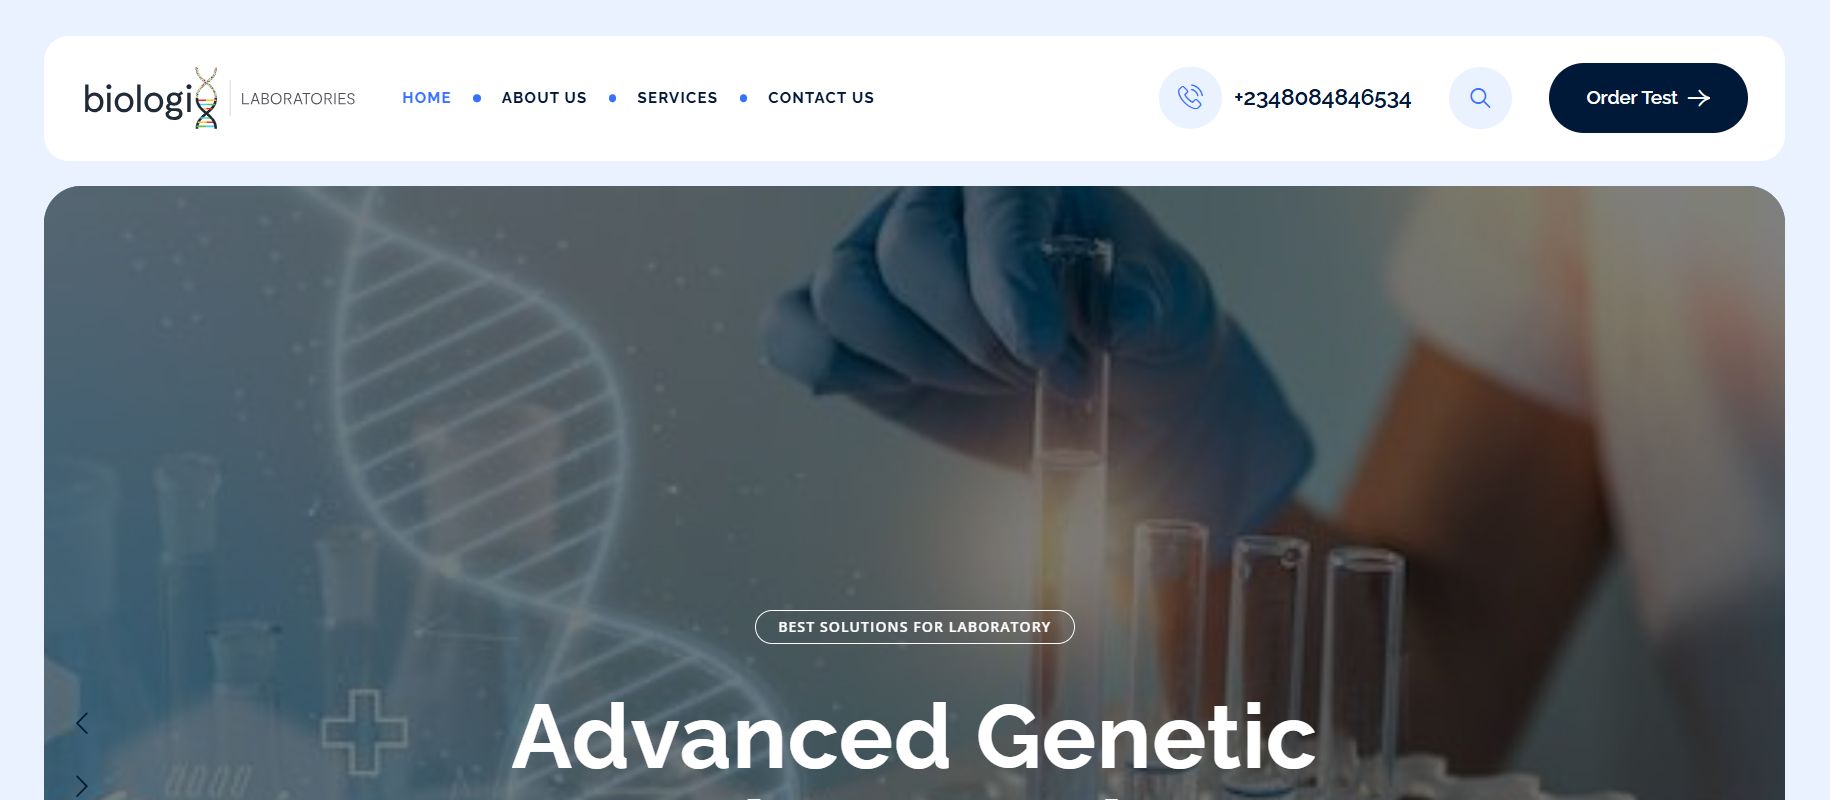 biologix LABORATORIES
HOME ABOUT US SERVICES CONTACT US
+2348084846534
Order Test
BEST SOLUTIONS FOR LABORATORY
Advanced Genetic